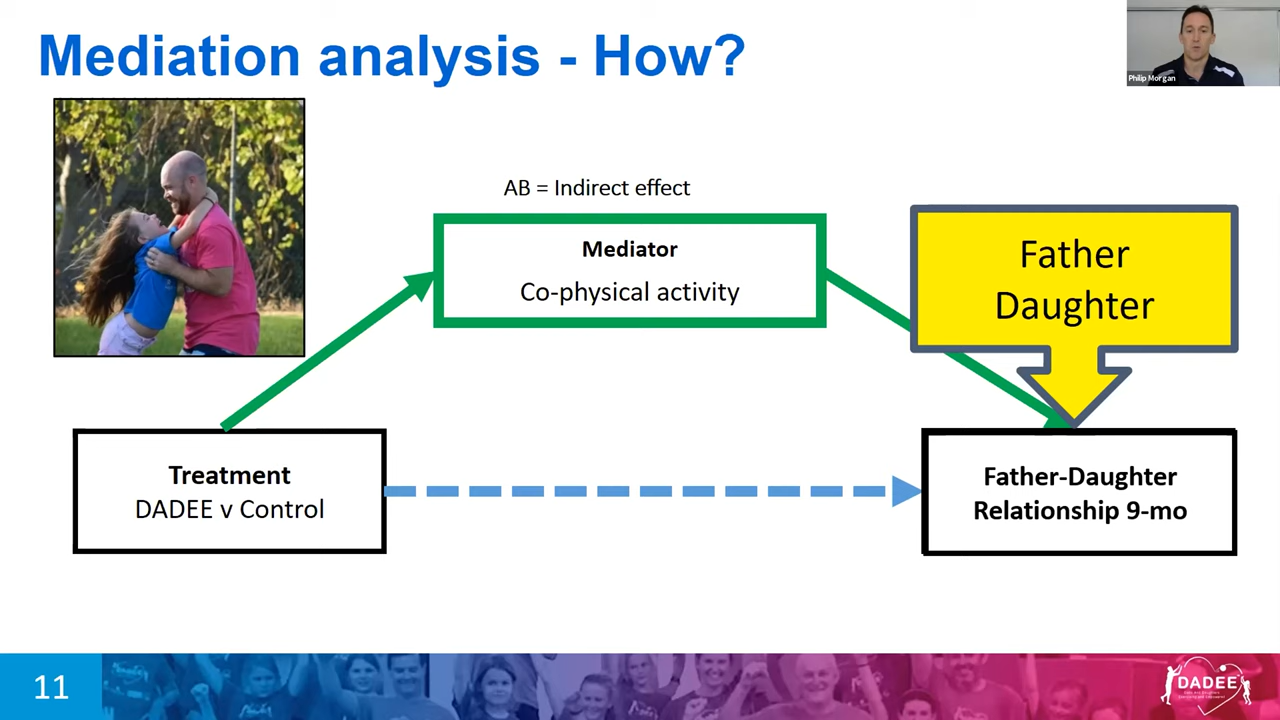 Mediation analysis - How?
Philip Morgan
AB = Indirect effect
Mediator
Co-physical activity
Father
Daughter
Treatment
DADEE v Control
Father-Daughter
Relationship 9-mo
11
DADEE